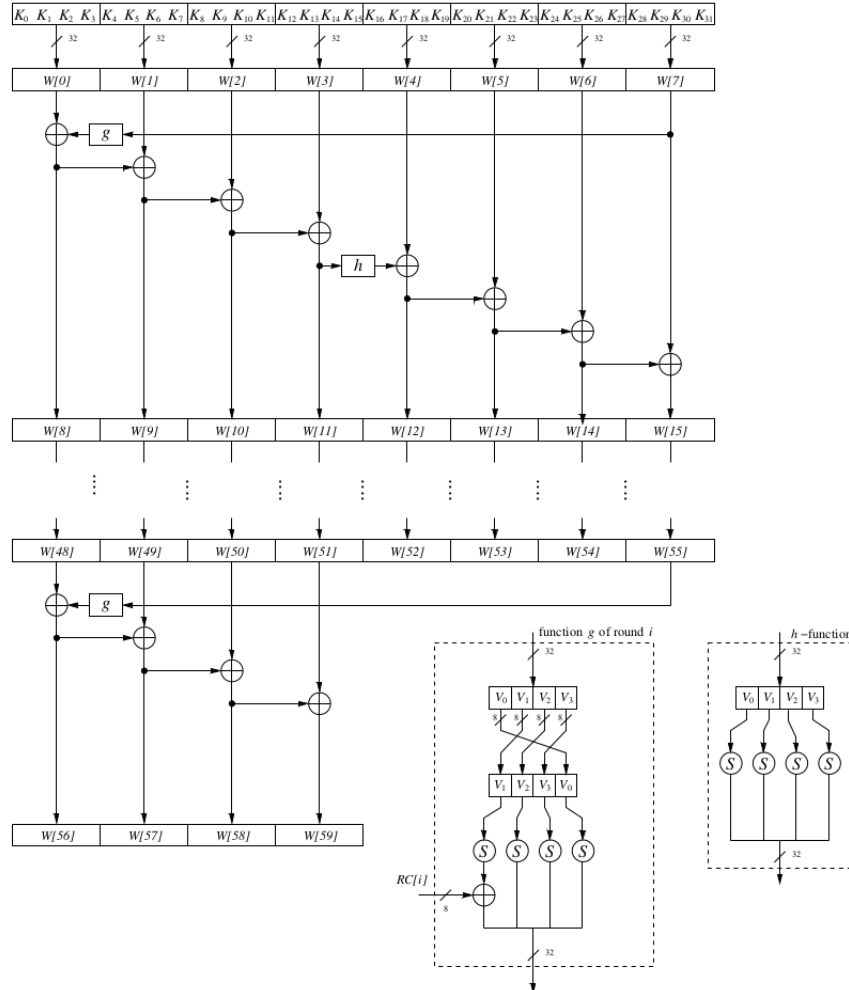 K0 K1 K2 K3 K4 K5 K6 K7 K8 K9 K10 K11 K12 K13 K14 K15 K16 K17 K18 K19 K20 K21 K22 K23 K24 K25 K26 K27 K28 K29 K30 K31
32 32 32 32 32 32 32 32
W[0] W[1] W[2] W[3] W[4] W[5] W[6] W[7]
g
h
W[8] W[9] W[10] W[11] W[12] W[13] W[14] W[15]
W[48] W[49] W[50] W[51] W[52] W[53] W[54] W[55]
g
W[56] W[57] W[58] W[59]
function g of round i
32
V0 V1 V2 V3
8 8 8 8
V1 V2 V3 V0
S S S S
RC[i]
8
32
h –function
32
V0 V1 V2 V3
S S S S
32